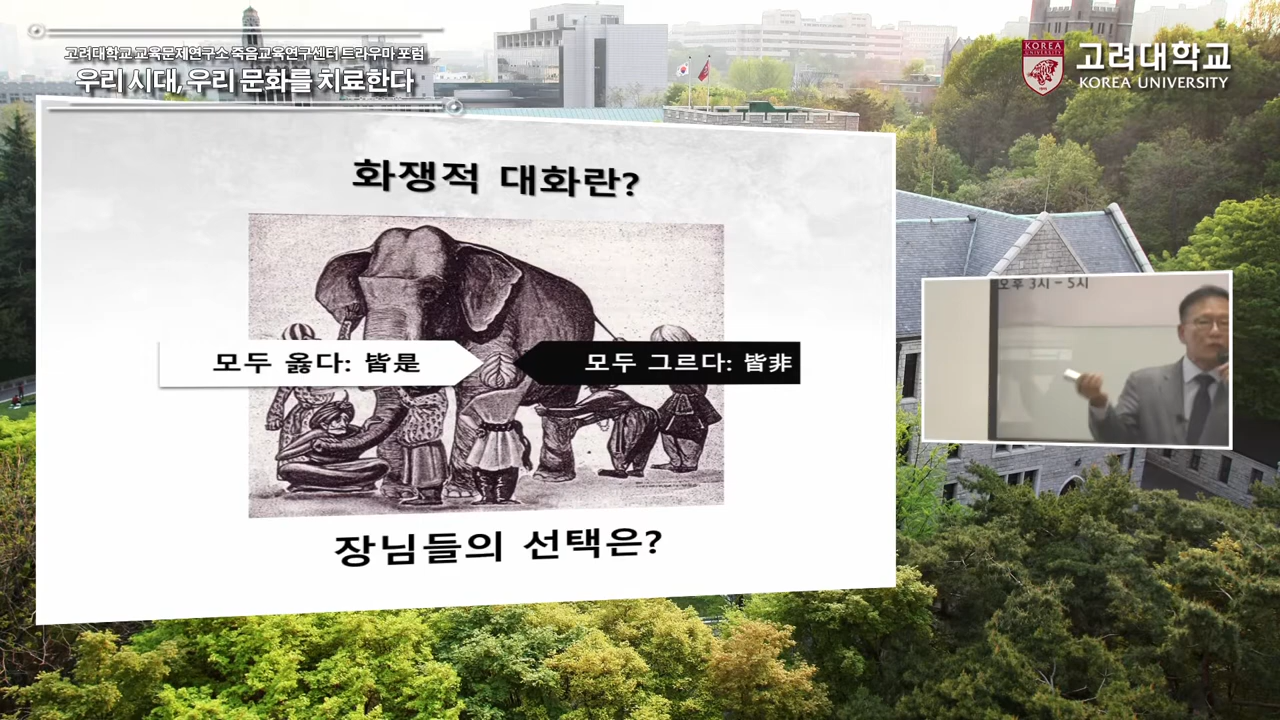 고려대학교 교육문제연구소 죽음교육연구센터 트라우마 포럼
우리 시대, 우리 문화를 치료한다
KOREA
UNIVERSITY
고려대학교
KOREA UNIVERSITY
화쟁적 대화란?
모두 옳다: 皆是
모두 그르다: 皆非
장님들의 선택은?
오후 3시 - 5시